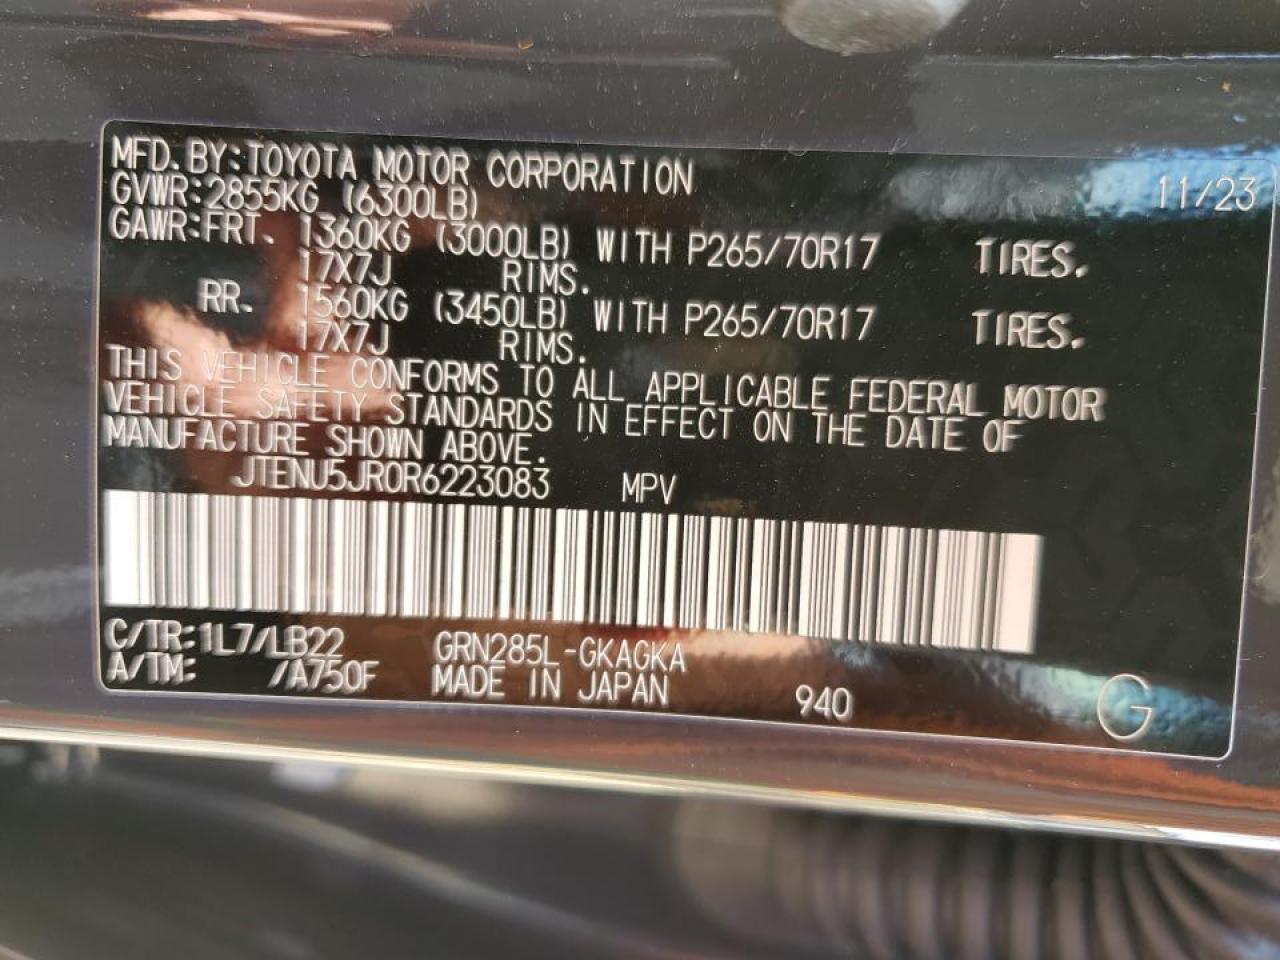 MFD. BY: TOYOTA MOTOR CORPORATION 11/23
GVWR: 2855KG (6300LB)
GAWR: FRT. 1360KG (3000LB) WITH P265/70R17 TIRES.
17X7J RIMS.
RR. 1560KG (3450LB) WITH P265/70R17 TIRES.
17X7J RIMS.
THIS VEHICLE CONFORMS TO ALL APPLICABLE FEDERAL MOTOR
VEHICLE SAFETY STANDARDS IN EFFECT ON THE DATE OF
MANUFACTURE SHOWN ABOVE.
JTENU5JR0R6223083 MPV
C/TR: 1L7/LB22 GRN285L-GKAGKA
A/TM: /A750F MADE IN JAPAN 940 G